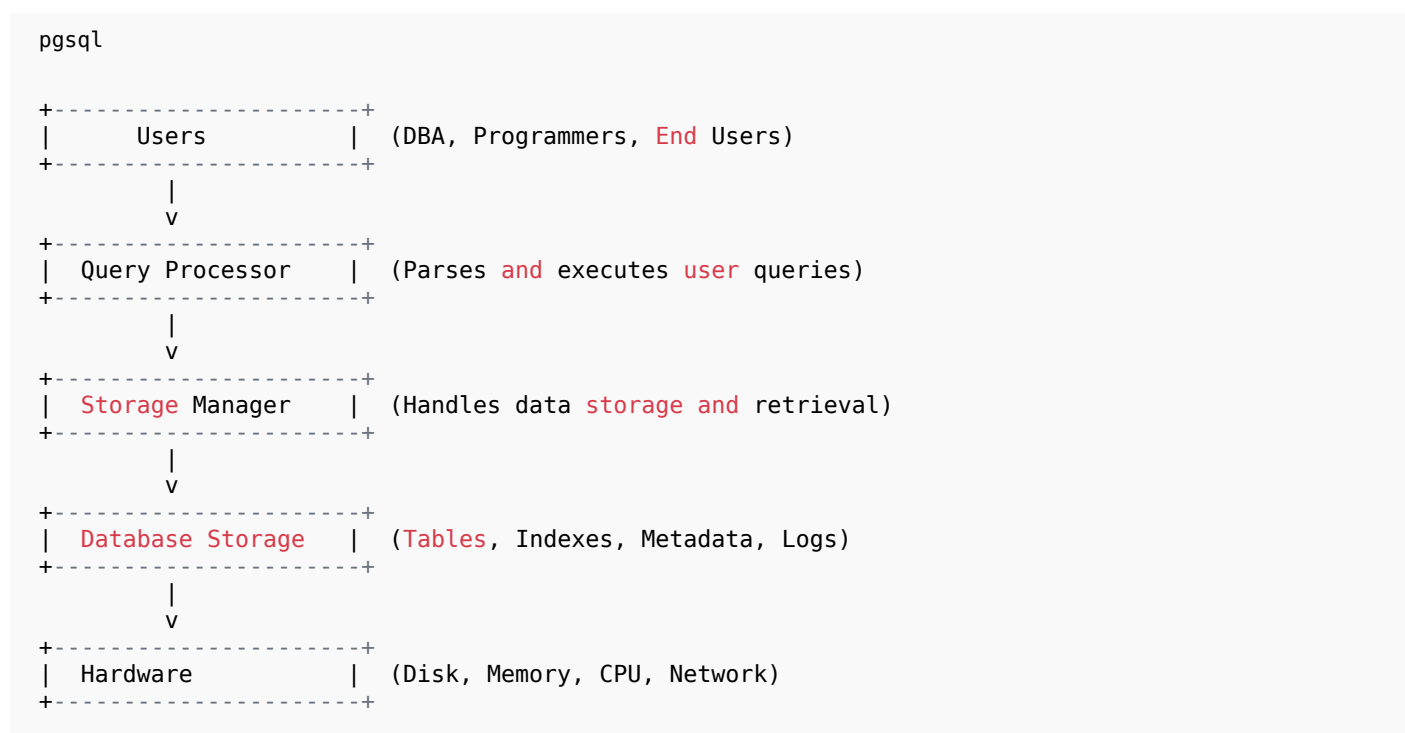 pgsql
+----------------------+
|      Users          |  (DBA, Programmers, End Users)
+----------------------+
         |
         v
+----------------------+
|  Query Processor    |  (Parses and executes user queries)
+----------------------+
         |
         v
+----------------------+
|  Storage Manager    |  (Handles data storage and retrieval)
+----------------------+
         |
         v
+----------------------+
|  Database Storage   |  (Tables, Indexes, Metadata, Logs)
+----------------------+
         |
         v
+----------------------+
|  Hardware           |  (Disk, Memory, CPU, Network)
+----------------------+